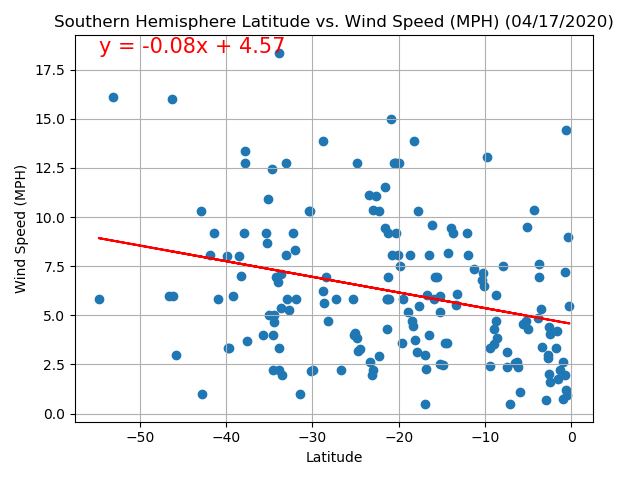 Southern Hemisphere Latitude vs. Wind Speed (MPH) (04/17/2020)
y = -0.08x + 4.57
Wind Speed (MPH)
17.5
15.0
12.5
10.0
7.5
5.0
2.5
0.0
−50 −40 −30 −20 −10 0
Latitude